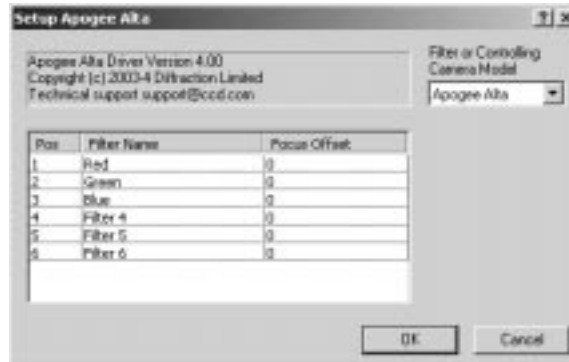 Setup Apogee Alta
Apogee Alta Driver Version 4.00
Copyright (c) 2003-4 Diffraction Limited
Technical support support@ccd.com
Filter or Controlling
Camera Model
Apogee Alta
Pos Filter Name Focus Offset
1 Red 0
2 Green 0
3 Blue 0
4 Filter 4 0
5 Filter 5 0
6 Filter 6 0
OK Cancel